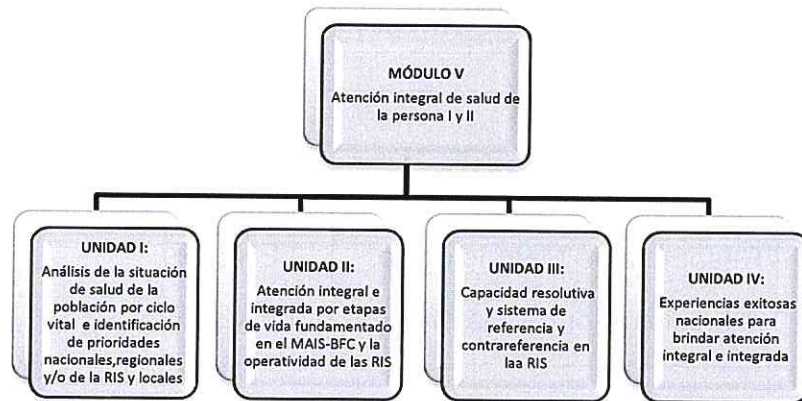 MÓDULO V
Atención integral de salud de
la persona I y II
UNIDAD I:
Análisis de la situación
de salud de la
población por ciclo
vital e identificación
de prioridades
nacionales,regionales
y/o de la RIS y locales
UNIDAD II:
Atención integral e
integrada por etapas
de vida fundamentado
en el MAIS-BFC y la
operatividad de las RIS
UNIDAD III:
Capacidad resolutiva
y sistema de
referencia y
contrareferencia en
laa RIS
UNIDAD IV:
Experiencias exitosas
nacionales para
brindar atención
integral e integrada